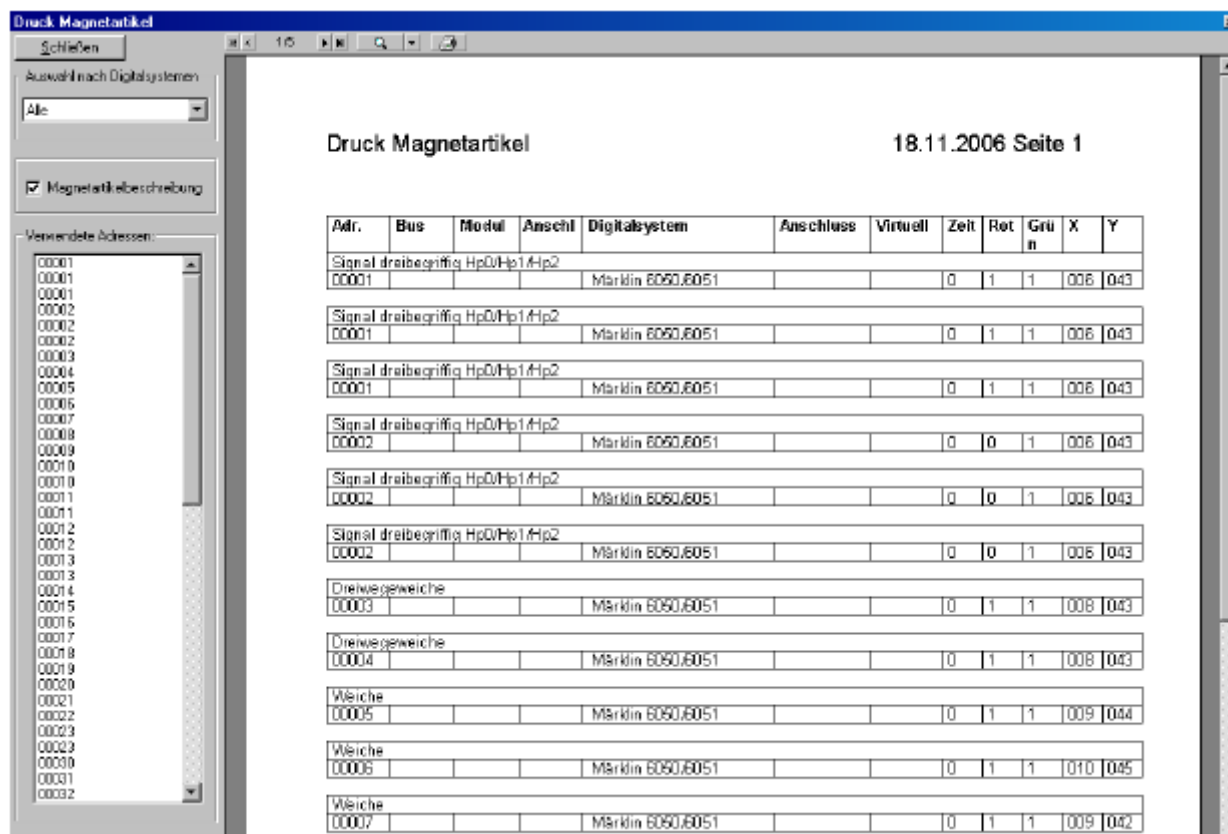 Druck Magnetartikel
Schließen
1/5
Auswahl nach Digitalsystemen
Alle
Magnetartikelbeschreibung
Verwendete Adressen:
00001
00001
00001
00002
00002
00002
00003
00004
00005
00006
00007
00008
00009
00010
00010
00011
00011
00012
00012
00013
00013
00014
00015
00016
00017
00018
00019
00020
00021
00022
00023
00023
00030
00031
00032
Druck Magnetartikel 18.11.2006 Seite 1
Adr. Bus Modul Anschl Digitalsystem Anschluss Virtuell Zeit Rot Grü X Y
n
Signal dreibegriffig Hp0/Hp1/Hp2
00001 Märklin 6050/6051 0 1 1 006 043
Signal dreibegriffig Hp0/Hp1/Hp2
00001 Märklin 6050/6051 0 1 1 006 043
Signal dreibegriffig Hp0/Hp1/Hp2
00001 Märklin 6050/6051 0 1 1 006 043
Signal dreibegriffig Hp0/Hp1/Hp2
00002 Märklin 6050/6051 0 0 1 006 043
Signal dreibegriffig Hp0/Hp1/Hp2
00002 Märklin 6050/6051 0 0 1 006 043
Signal dreibegriffig Hp0/Hp1/Hp2
00002 Märklin 6050/6051 0 0 1 006 043
Dreiwegeweiche
00003 Märklin 6050/6051 0 1 1 008 043
Dreiwegeweiche
00004 Märklin 6050/6051 0 1 1 008 043
Weiche
00005 Märklin 6050/6051 0 1 1 009 044
Weiche
00006 Märklin 6050/6051 0 1 1 010 045
Weiche
00007 Märklin 6050/6051 0 1 1 009 042